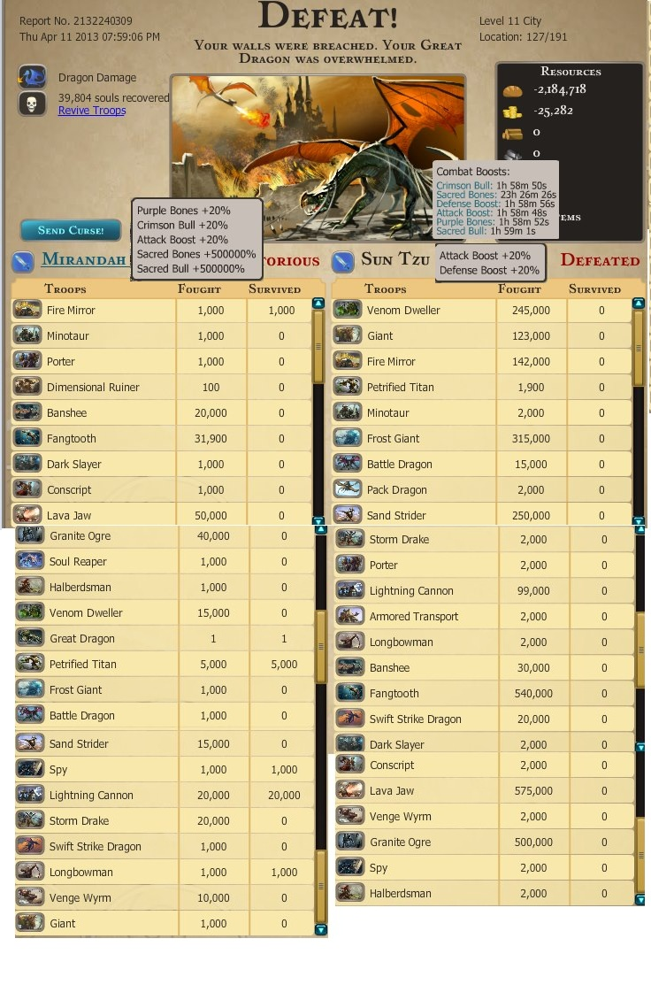 Report No. 2132240309
Thu Apr 11 2013 07:59:06 PM
Defeat!
Your walls were breached. Your Great
Dragon was overwhelmed.
Level 11 City
Location: 127/191
Dragon Damage
39,804 souls recovered
Revive Troops
Resources
-2,184,718
-25,282
0
0
Combat Boosts:
Crimson Bull: 1h 58m 50s
Sacred Bones: 23h 26m 26s
Defense Boost: 1h 58m 56s
Attack Boost: 1h 58m 48s
Purple Bones: 1h 58m 52s
Sacred Bull: 1h 59m 1s
Purple Bones +20%
Crimson Bull +20%
Attack Boost +20%
Sacred Bones +500000%
Sacred Bull +500000%
Send Curse!
Attack Boost +20%
Defense Boost +20%
Mirandah
Sun Tzu Defeated
Troops Fought Survived
Fire Mirror 1,000 1,000
Minotaur 1,000 0
Porter 1,000 0
Dimensional Ruiner 100 0
Banshee 20,000 0
Fangtooth 31,900 0
Dark Slayer 1,000 0
Conscript 1,000 0
Lava Jaw 50,000 0
Granite Ogre 40,000 0
Soul Reaper 1,000 0
Halberdsman 1,000 0
Venom Dweller 15,000 0
Great Dragon 1 1
Petrified Titan 5,000 5,000
Frost Giant 1,000 0
Battle Dragon 1,000 0
Sand Strider 15,000 0
Spy 1,000 1,000
Lightning Cannon 20,000 20,000
Storm Drake 20,000 0
Swift Strike Dragon 1,000 0
Longbowman 1,000 1,000
Venge Wyrm 10,000 0
Giant 1,000 0
Troops Fought Survived
Venom Dweller 245,000 0
Giant 123,000 0
Fire Mirror 142,000 0
Petrified Titan 1,900 0
Minotaur 2,000 0
Frost Giant 315,000 0
Battle Dragon 15,000 0
Pack Dragon 2,000 0
Sand Strider 250,000 0
Storm Drake 2,000 0
Porter 2,000 0
Lightning Cannon 99,000 0
Armored Transport 2,000 0
Longbowman 2,000 0
Banshee 30,000 0
Fangtooth 540,000 0
Swift Strike Dragon 20,000 0
Dark Slayer 2,000 0
Conscript 2,000 0
Lava Jaw 575,000 0
Venge Wyrm 2,000 0
Granite Ogre 500,000 0
Spy 2,000 0
Halberdsman 2,000 0